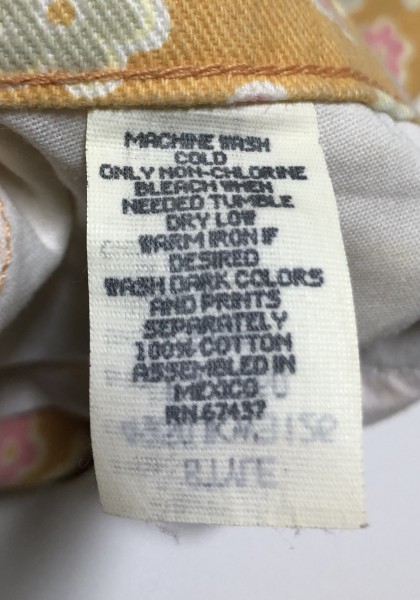 MACHINE WASH
COLD
ONLY NON-CHLORINE
BLEACH WHEN
NEEDED TUMBLE
DRY LOW
WARM IRON IF
DESIRED
WASH DARK COLORS
AND PRINTS
SEPARATELY
100% COTTON
ASSEMBLED IN
MEXICO
RN 67437